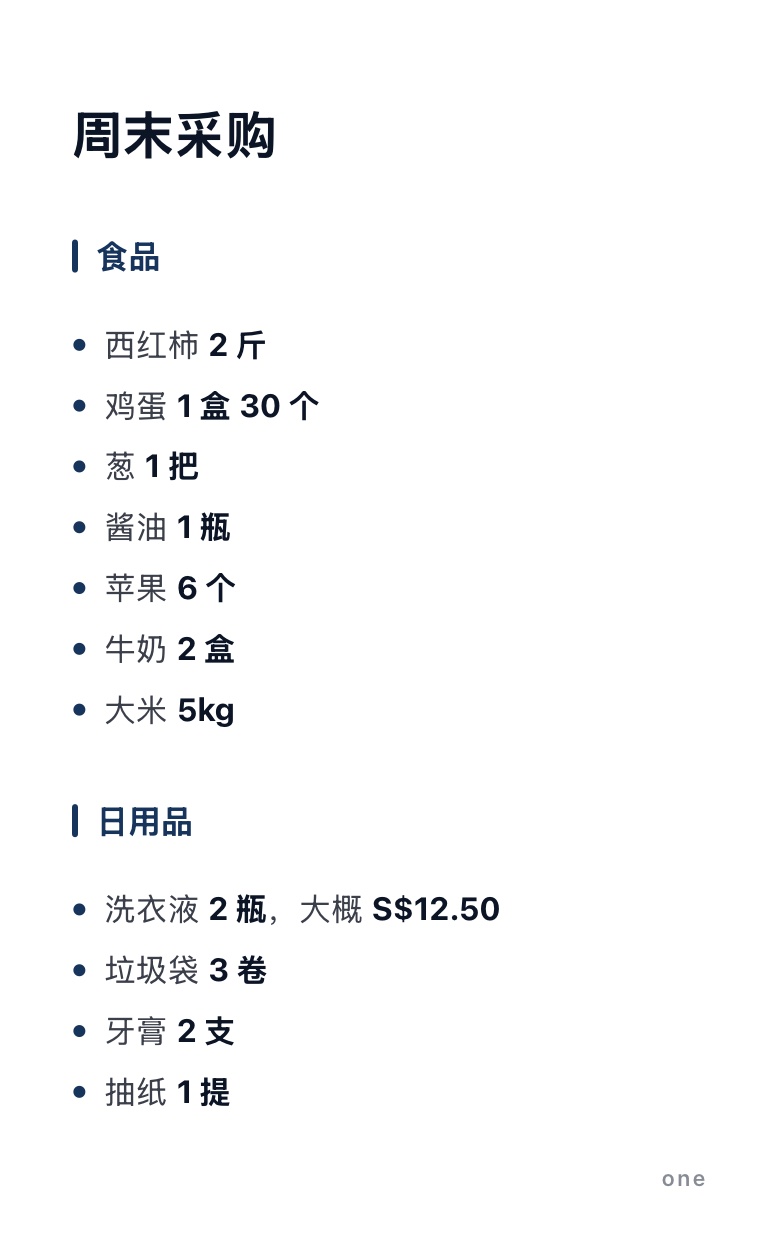 周末采购
食品
西红柿 2 斤
鸡蛋 1 盒 30 个
葱 1 把
酱油 1 瓶
苹果 6 个
牛奶 2 盒
大米 5kg
日用品
洗衣液 2 瓶，大概 S$12.50
垃圾袋 3 卷
牙膏 2 支
抽纸 1 提
one